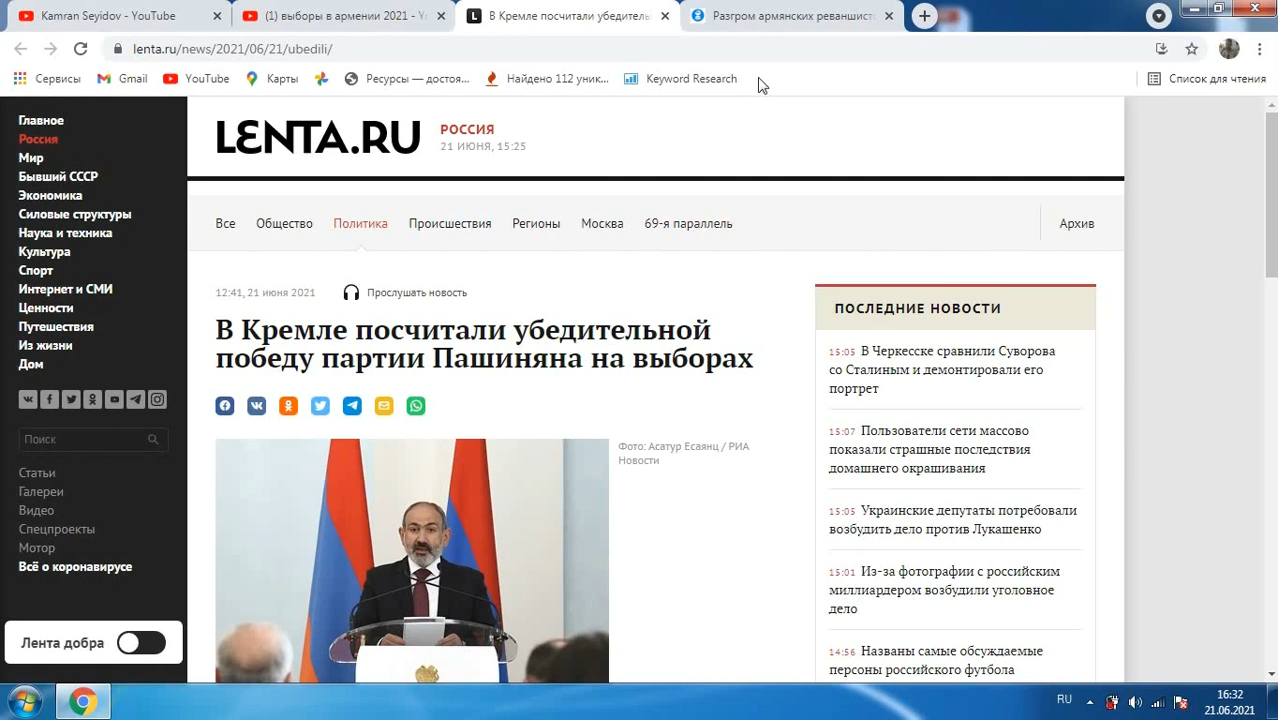 Kamran Seyidov - YouTube
(1) выборы в армении 2021 -
В Кремле посчитали убедитель
Разгром армянских реваншист
lenta.ru/news/2021/06/21/ubedili/
Сервисы
Gmail
YouTube
Карты
Ресурсы — достоя...
Найдено 112 уник...
Keyword Research
Список для чтения
Главное
Россия
Мир
Бывший СССР
Экономика
Силовые структуры
Наука и техника
Культура
Спорт
Интернет и СМИ
Ценности
Путешествия
Из жизни
Дом
Поиск
Статьи
Галереи
Видео
Спецпроекты
Мотор
Всё о коронавирусе
Лента добра
LENTA.RU
РОССИЯ
21 ИЮНЯ, 15:25
Все Общество Политика Происшествия Регионы Москва 69-я параллель Архив
12:41, 21 июня 2021
Прослушать новость
В Кремле посчитали убедительной
победу партии Пашиняна на выборах
Фото: Асатур Есаянц / РИА
Новости
ПОСЛЕДНИЕ НОВОСТИ
15:05 В Черкесске сравнили Суворова
со Сталиным и демонтировали его
портрет
15:07 Пользователи сети массово
показали страшные последствия
домашнего окрашивания
15:05 Украинские депутаты потребовали
возбудить дело против Лукашенко
15:01 Из-за фотографии с российским
миллиардером возбудили уголовное
дело
14:56 Названы самые обсуждаемые
персоны российского футбола
RU
16:32
21.06.2021